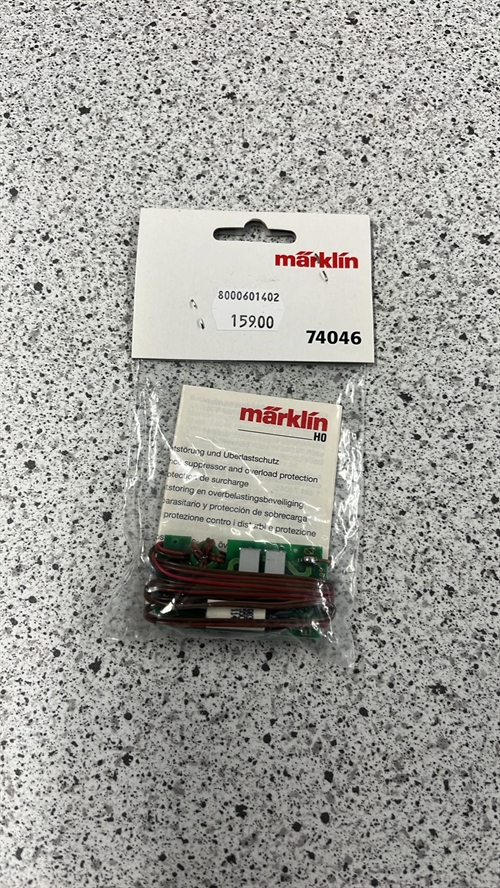 märklin
8000601402
159.00
74046
märklin
H0
tstörung und Überlastschutz
suppressor and overload protection
de surcharge
storing en overbelastingsbeveiliging
parasitario y protección de sobrecarga
protezione contro i disturbi e protezione